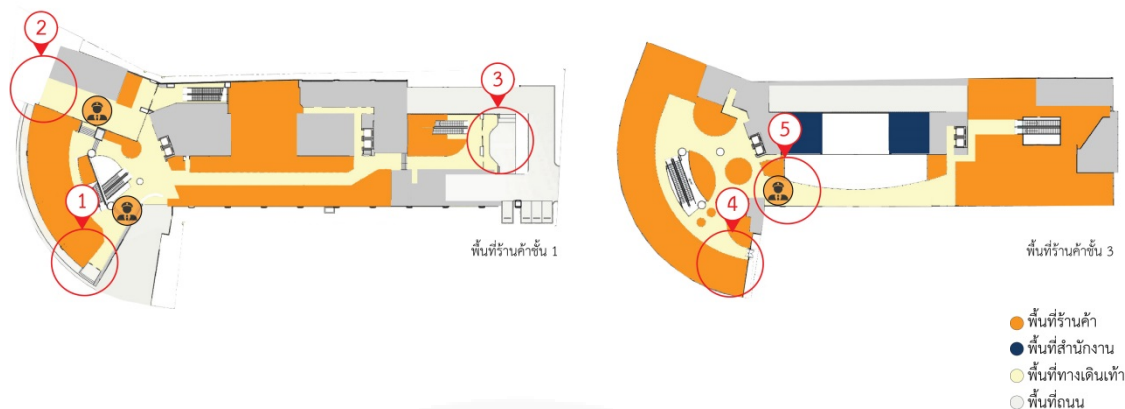 2
3
1
5
4
พื้นที่ร้านค้าชั้น 1
พื้นที่ร้านค้าชั้น 3
พื้นที่ร้านค้า
พื้นที่สำนักงาน
พื้นที่ทางเดินเท้า
พื้นที่ถนน